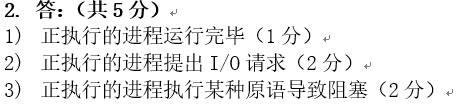 2. 答：（共 5 分）
1) 正执行的进程运行完毕（1 分）
2) 正执行的进程提出 I/O 请求（2 分）
3) 正执行的进程执行某种原语导致阻塞（2 分）